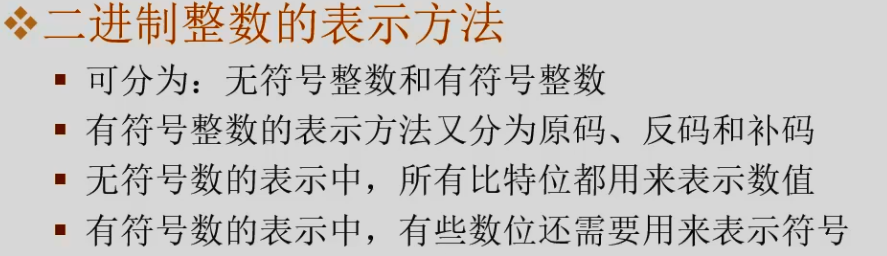 ❖二进制整数的表示方法
▪ 可分为：无符号整数和有符号整数
▪ 有符号整数的表示方法又分为原码、反码和补码
▪ 无符号数的表示中，所有比特位都用来表示数值
▪ 有符号数的表示中，有些数位还需要用来表示符号